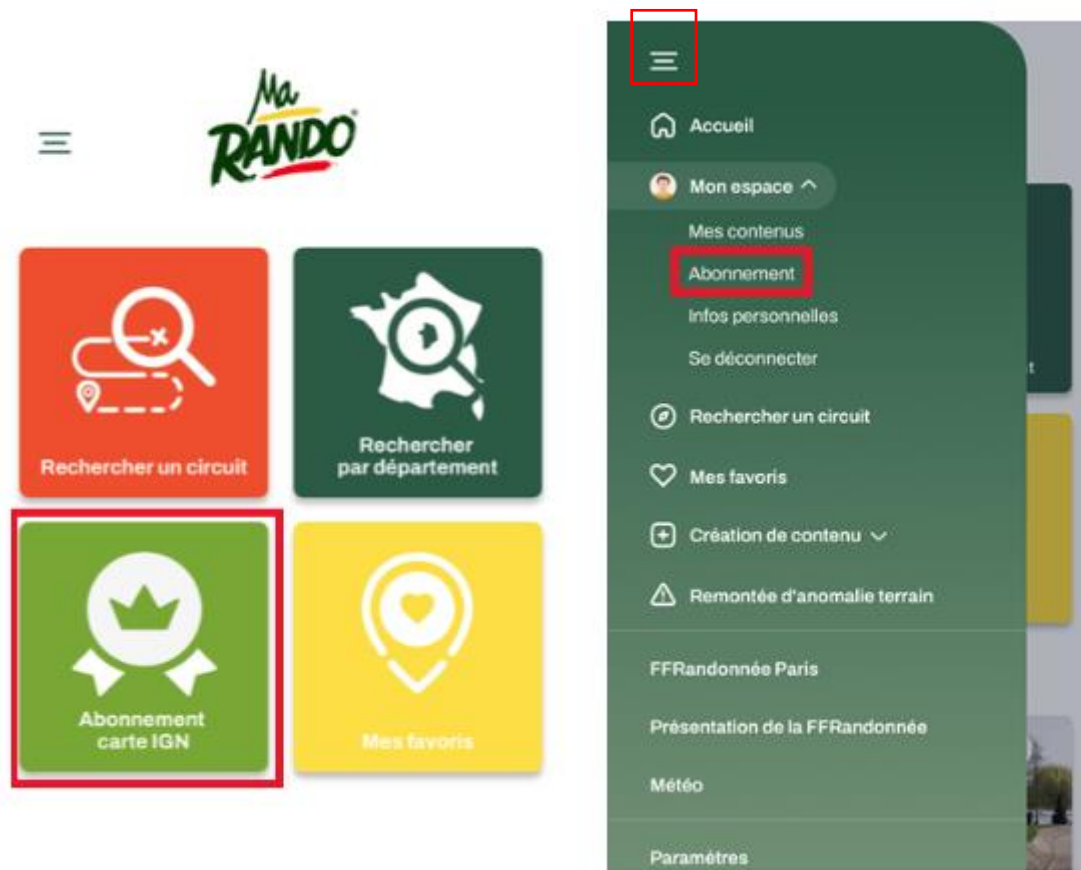 Ma
RANDO
Rechercher un circuit
Rechercher
par département
Abonnement
carte IGN
Mes favoris
Accueil
Mon espace
Mes contenus
Abonnement
Infos personnelles
Se déconnecter
Rechercher un circuit
Mes favoris
Création de contenu
Remontée d'anomalie terrain
FFRandonnée Paris
Présentation de la FFRandonnée
Météo
Paramètres
t